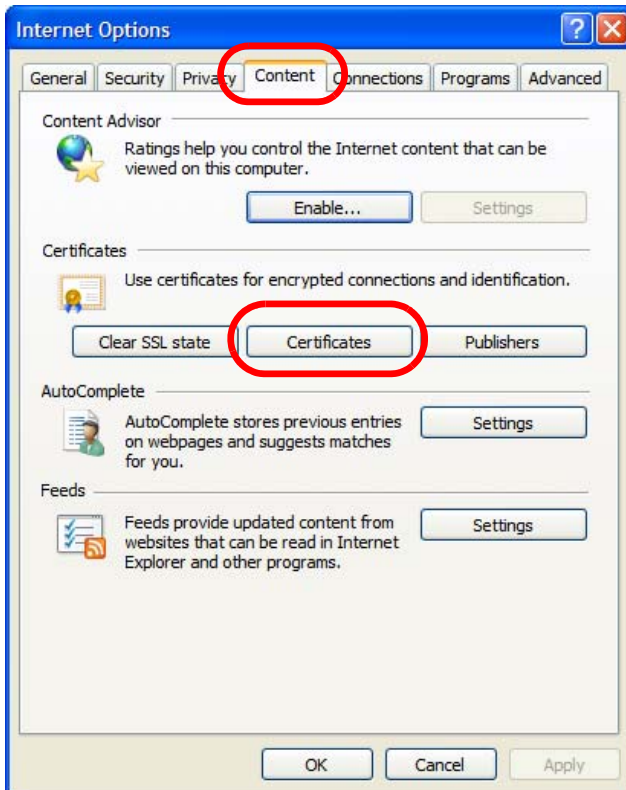 Internet Options
General Security Privacy Content Connections Programs Advanced
Content Advisor
Ratings help you control the Internet content that can be
viewed on this computer.
Enable... Settings
Certificates
Use certificates for encrypted connections and identification.
Clear SSL state Certificates Publishers
AutoComplete
AutoComplete stores previous entries
on webpages and suggests matches
for you.
Settings
Feeds
Feeds provide updated content from
websites that can be read in Internet
Explorer and other programs.
Settings
OK Cancel Apply